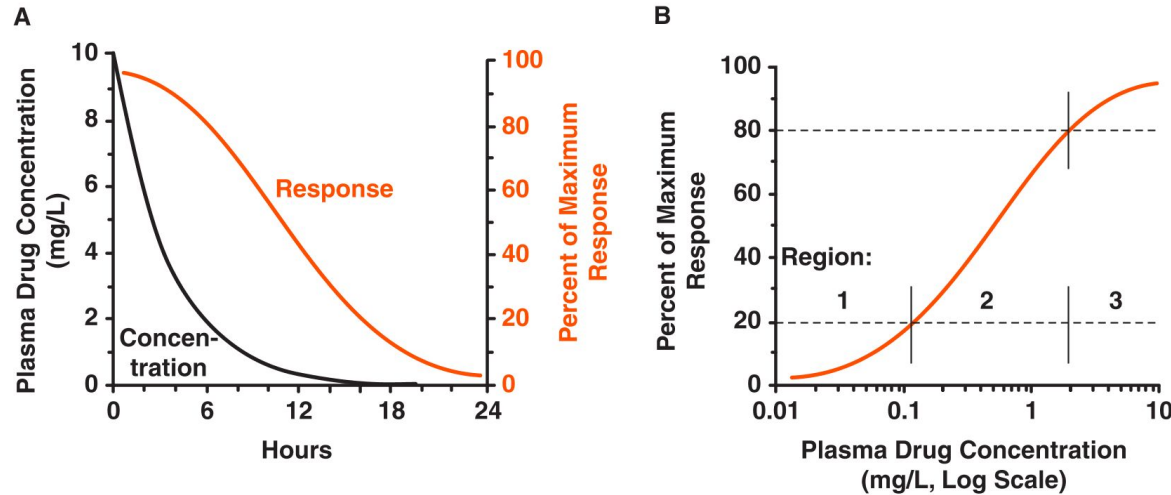 A
Plasma Drug Concentration
(mg/L)
10
8
6
4
2
0
Response
Concen-
tration
100
80
60
40
20
0
Percent of Maximum
Response
0 6 12 18 24
Hours
B
Percent of Maximum
Response
100
80
60
40
20
0
Region:
1 2 3
0.01 0.1 1 10
Plasma Drug Concentration
(mg/L, Log Scale)